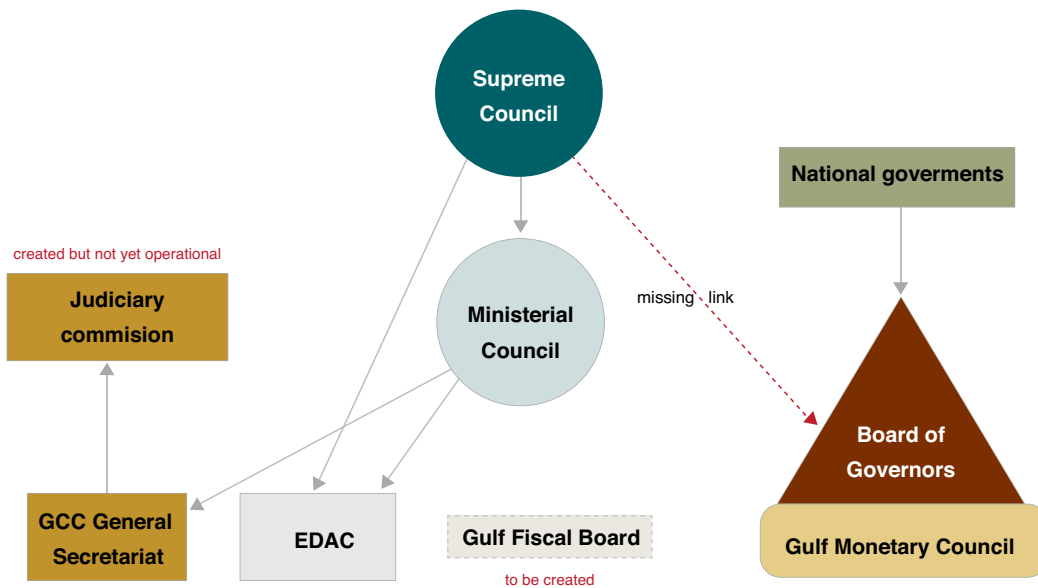 Supreme
Council
National goverments
created but not yet operational
Judiciary
commision
missing link
Ministerial
Council
Board of
Governors
GCC General
Secretariat
EDAC
Gulf Fiscal Board
to be created
Gulf Monetary Council